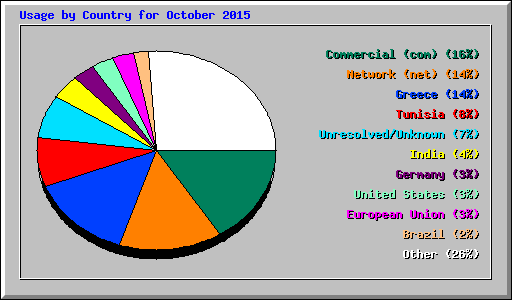 Usage by Country for October 2015
Commercial (com) (16%)
Network (net) (14%)
Greece (14%)
Tunisia (8%)
Unresolved/Unknown (7%)
India (4%)
Germany (3%)
United States (3%)
European Union (3%)
Brazil (2%)
Other (26%)